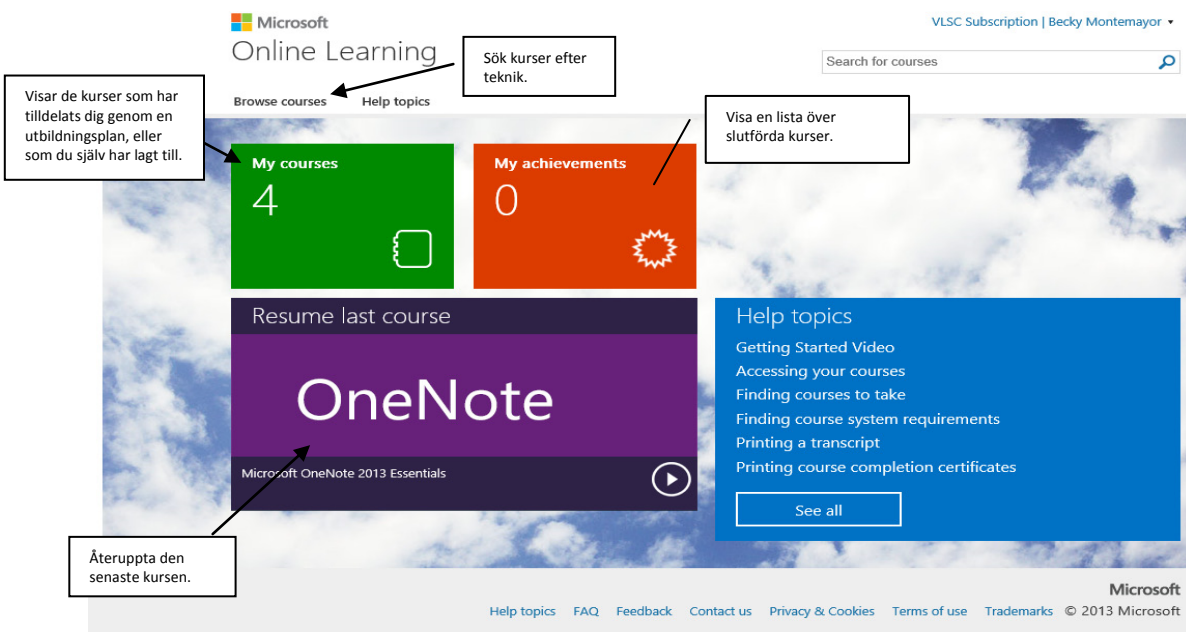 Microsoft
VLSC Subscription | Becky Montemayor
Online Learning
Sök kurser efter
teknik.
Search for courses
Visar de kurser som har
tilldelats dig genom en
utbildningsplan, eller
som du själv har lagt till.
Browse courses
Help topics
Visa en lista över
slutförda kurser.
My courses
4
My achievements
0
Resume last course
OneNote
Microsoft OneNote 2013 Essentials
Help topics
Getting Started Video
Accessing your courses
Finding courses to take
Finding course system requirements
Printing a transcript
Printing course completion certificates
See all
Återuppta den
senaste kursen.
Microsoft
Help topics FAQ Feedback Contact us Privacy & Cookies Terms of use Trademarks © 2013 Microsoft